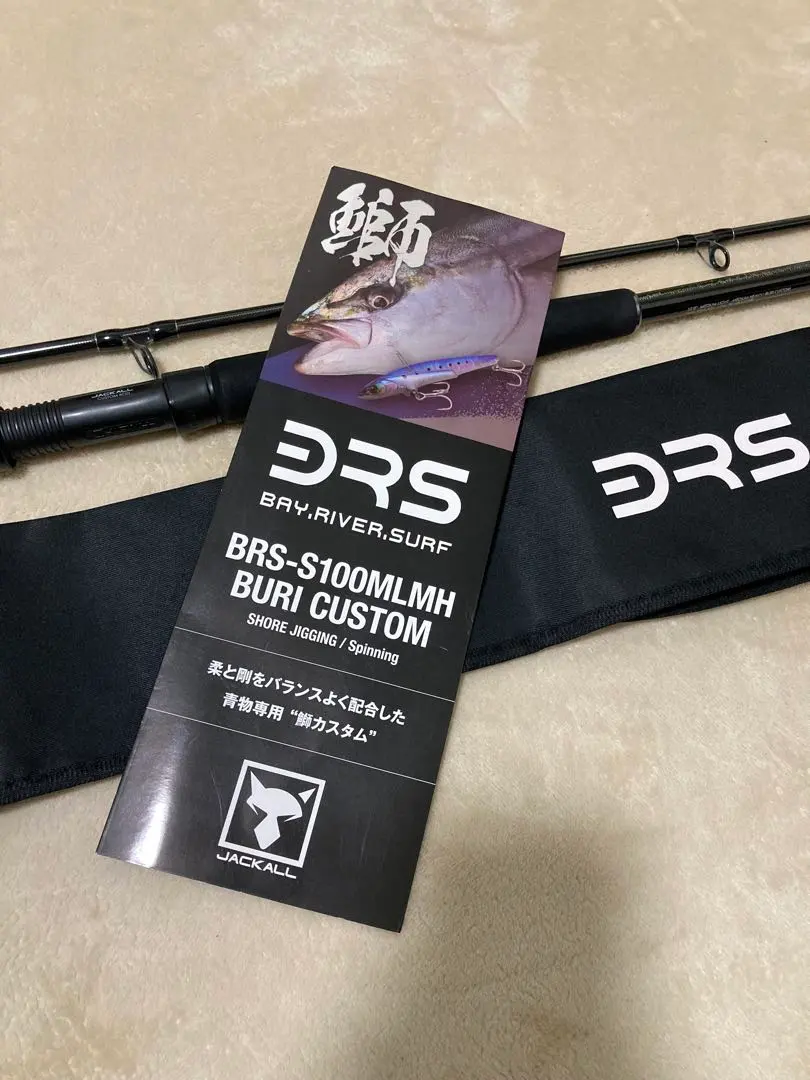 鰤
BRS
BAY.RIVER.SURF
BRS-S100MLMH
BURI CUSTOM
SHORE JIGGING / Spinning
柔と剛をバランスよく配合した
青物専用 “鰤カスタム”
JACKALL
BRS
JACKALL